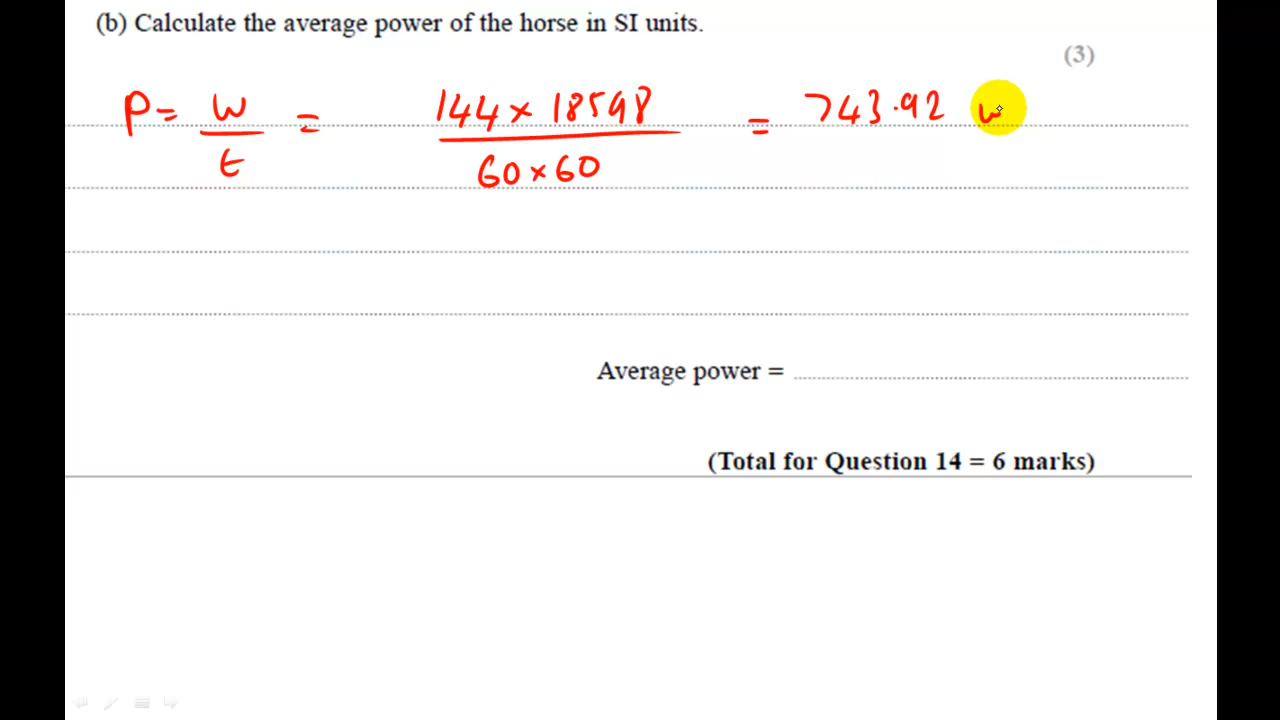 (b) Calculate the average power of the horse in SI units.
(3)
P = W/t = 144 × 18598 / 60 × 60 = 743.92 W
Average power =
(Total for Question 14 = 6 marks)